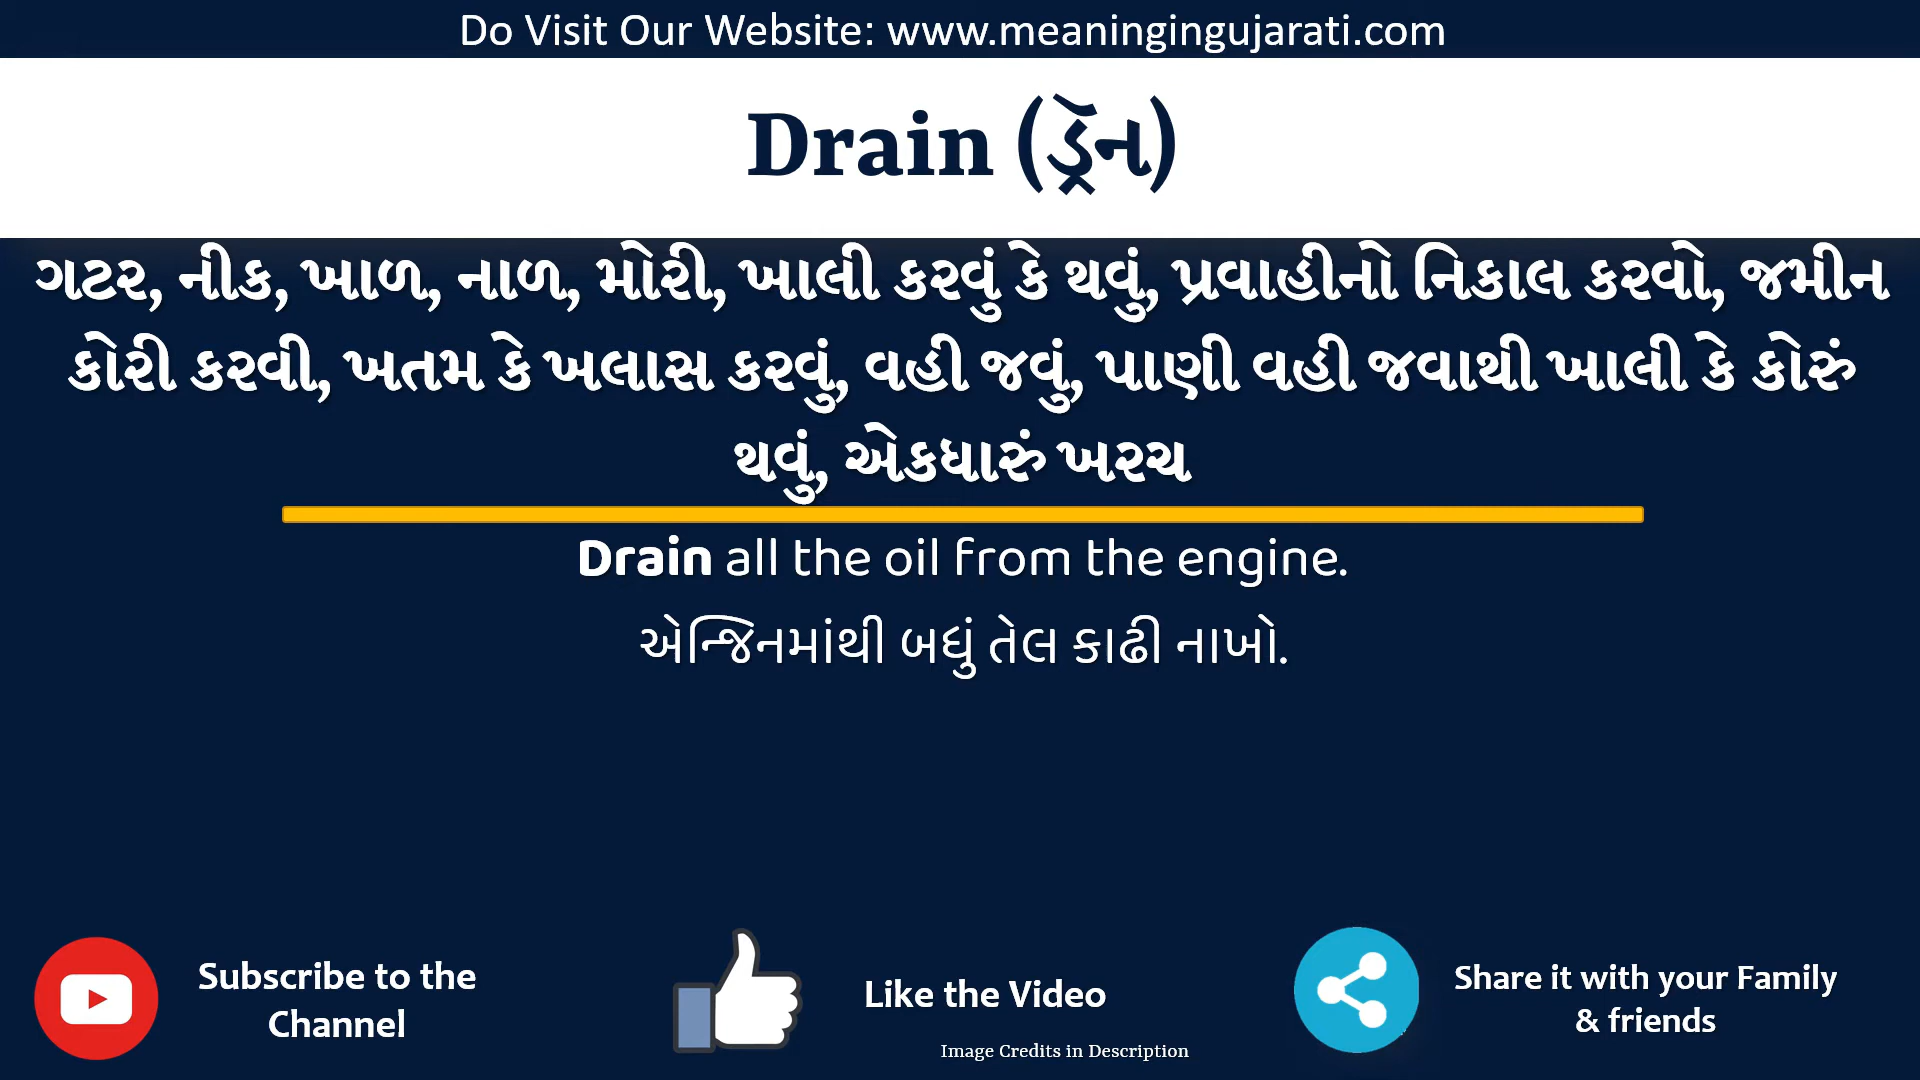 Do Visit Our Website: www.meaningingujarati.com
Drain (ડ્રૅન)
ગટર, નીક, ખાળ, નાળ, મોરી, ખાલી કરવું કે થવું, પ્રવાહીનો નિકાલ કરવો, જમીન
કોરી કરવી, ખતમ કે ખલાસ કરવું, વહી જવું, પાણી વહી જવાથી ખાલી કે કોરું
થવું, એકધારું ખરચ
Drain all the oil from the engine.
એન્જિનમાંથી બધું તેલ કાઢી નાખો.
Subscribe to the
Channel
Like the Video
Share it with your Family
& friends
Image Credits in Description